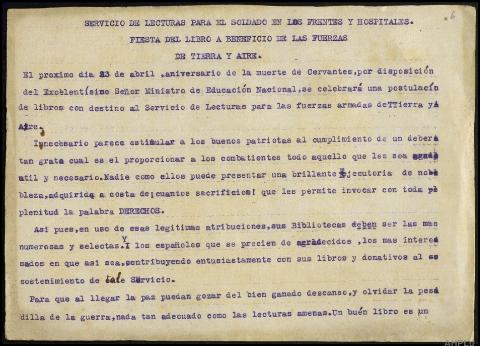 6
SERVICIO DE LECTURAS PARA EL SOLDADO EN LOS FRENTES Y HOSPITALES.
FIESTA DEL LIBRO A BENEFICIO DE LAS FUERZAS
DE TIERRA Y AIRE.
El proximo dia 23 de abril ,aniversario de la muerte de Cervantes,por disposición
del Excelentísimo Señor Ministro de Educación Nacional,se celebrará una postulación
de libros con destino al Servicio de Lecturas para las fuerzas armadas de Tierra y
Aire.
Innecesario parece estimular a los buenos patriotas al cumplimiento de un deber
tan grata cual es el proporcionar a los combatientes todo aquello que les sea
util y necesario.Nadie como ellos puede presentar una brillante Ejecutoria de no
bleza,adquirida a costa de ¡cuantos sacrificios! que les permite invocar con toda
plenitud la palabra DERECHOS.
Asi pues,en uso de esas legitimas atribuciones,sus Bibliotecas deben ser las mas
numerosas y selectas.Y los españoles que se precien de agradecidos ,los mas intere
sados en que asi sea,contribuyendo entusiastamente con sus libros y donativos al
sostenimiento de tal Servicio.
Para que al llegar la paz puedan gozar del bien ganado descanso,y olvidar la pesa
dilla de la guerra,nada tan adecuado como las lecturas amenas.Un buén libro es un